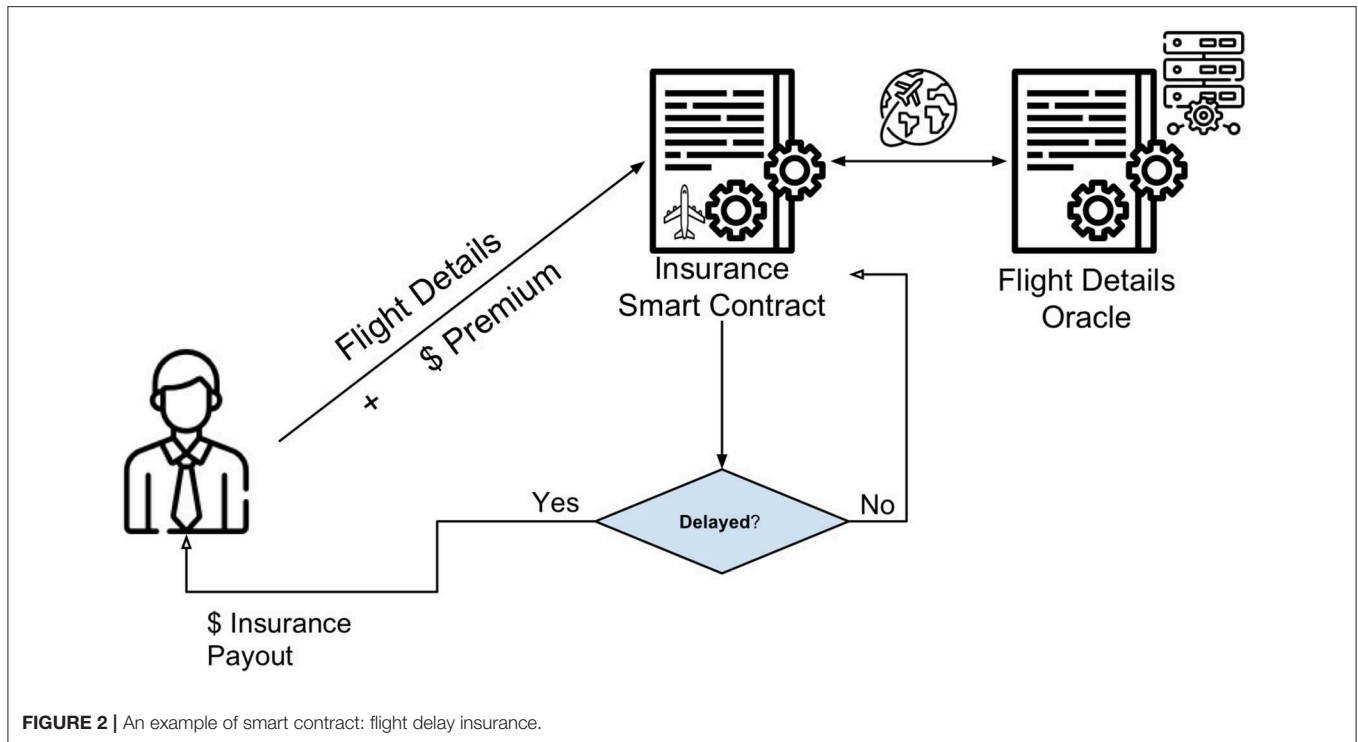 Flight Details
+ $ Premium
Insurance
Smart Contract
Flight Details
Oracle
Yes
Delayed?
No
$ Insurance
Payout
FIGURE 2 | An example of smart contract: flight delay insurance.